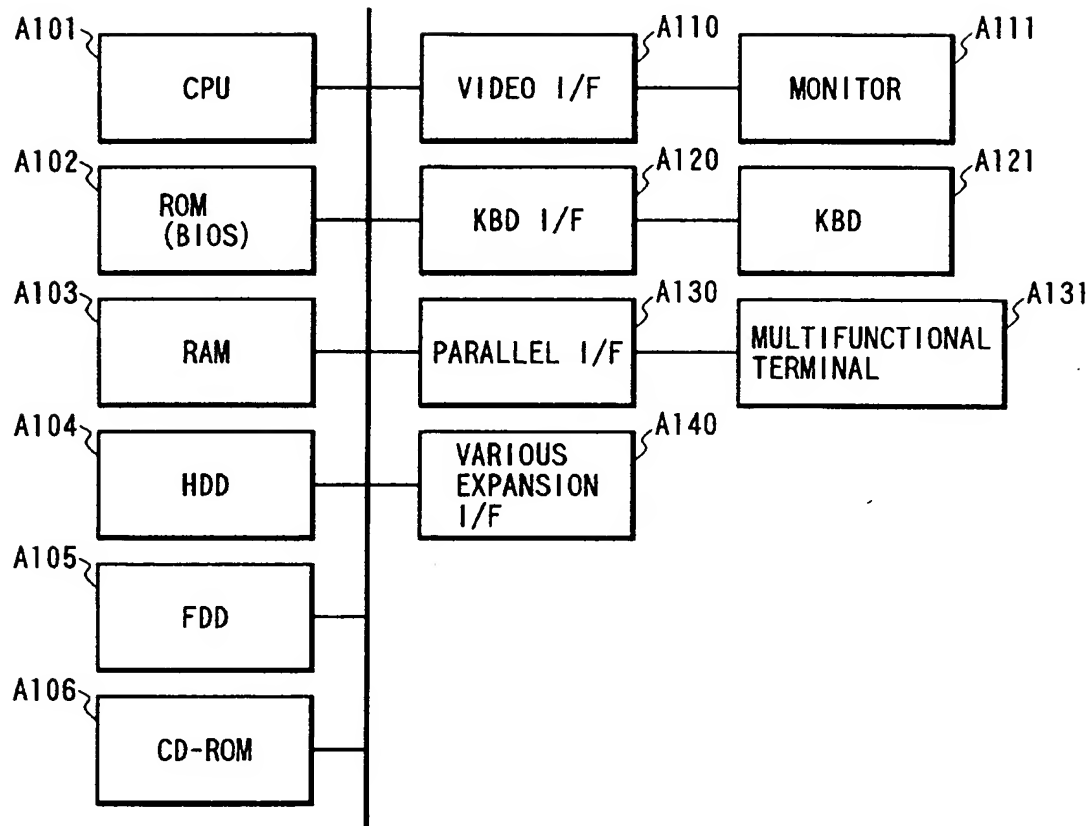 A101
CPU
A110
VIDEO I/F
A111
MONITOR
A102
ROM
(BIOS)
A120
KBD I/F
A121
KBD
A103
RAM
A130
PARALLEL I/F
A131
MULTIFUNCTIONAL
TERMINAL
A104
HDD
A140
VARIOUS
EXPANSION
I/F
A105
FDD
A106
CD-ROM